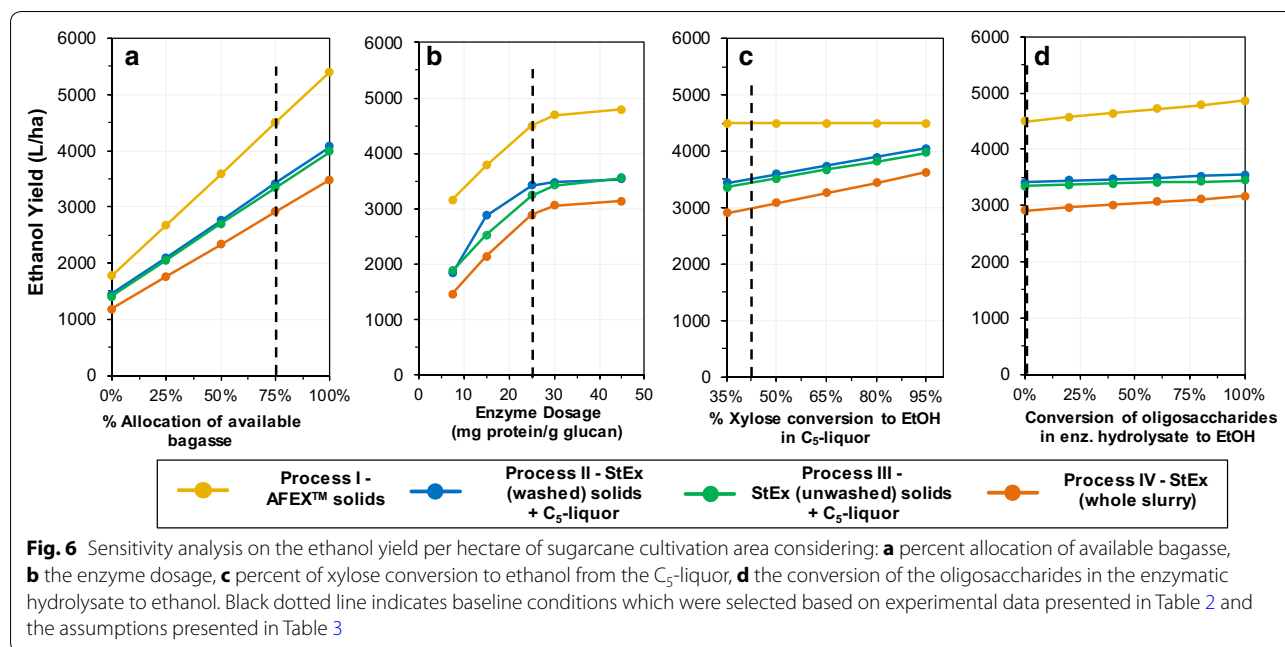 a
b
c
d
Ethanol Yield (L/ha)
6000
5000
4000
3000
2000
1000
0
0% 25% 50% 75% 100%
% Allocation of available
bagasse
6000
5000
4000
3000
2000
1000
0
0 10 20 30 40 50
Enzyme Dosage
(mg protein/g glucan)
6000
5000
4000
3000
2000
1000
0
35% 50% 65% 80% 95%
% Xylose conversion to EtOH
in C₅-liquor
6000
5000
4000
3000
2000
1000
0
0% 25% 50% 75% 100%
Conversion of oligosaccharides
in enz. hydrolysate to EtOH
Process I -
AFEX™ solids
Process II - StEx
(washed) solids
+ C₅-liquor
Process III -
StEx (unwashed) solids
+ C₅-liquor
Process IV - StEx
(whole slurry)
Fig. 6 Sensitivity analysis on the ethanol yield per hectare of sugarcane cultivation area considering: a percent allocation of available bagasse,
b the enzyme dosage, c percent of xylose conversion to ethanol from the C₅-liquor, d the conversion of the oligosaccharides in the enzymatic
hydrolysate to ethanol. Black dotted line indicates baseline conditions which were selected based on experimental data presented in Table 2 and
the assumptions presented in Table 3